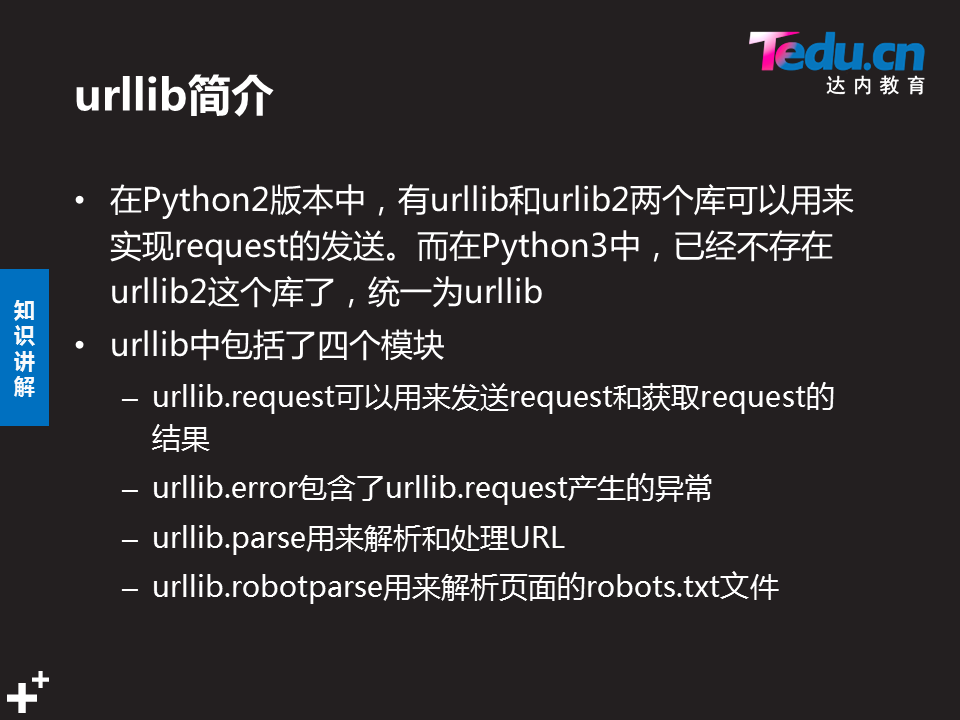 Tedu.cn
达内教育
urllib简介
• 在Python2版本中，有urllib和urlib2两个库可以用来
实现request的发送。而在Python3中，已经不存在
urllib2这个库了，统一为urllib
• urllib中包括了四个模块
– urllib.request可以用来发送request和获取request的
结果
– urllib.error包含了urllib.request产生的异常
– urllib.parse用来解析和处理URL
– urllib.robotparse用来解析页面的robots.txt文件
知
识
讲
解